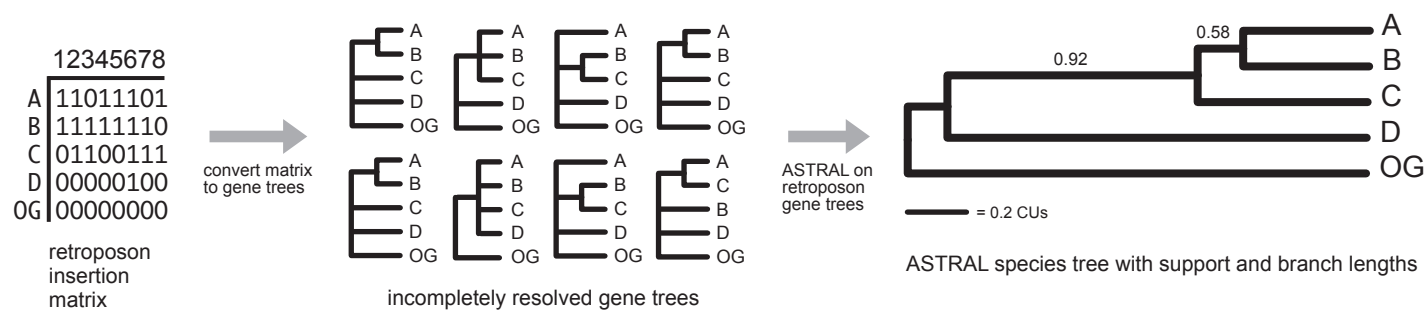 12345678
A 11011101
B 11111110
C 01100111
D 00000100
OG 00000000
retroposon
insertion
matrix
convert matrix
to gene trees
A
B
C
D
OG
A
B
C
D
OG
A
B
C
D
OG
A
B
C
D
OG
A
B
C
D
OG
A
B
C
D
OG
A
B
C
D
OG
A
C
B
D
OG
incompletely resolved gene trees
ASTRAL on
retroposon
gene trees
0.92
0.58
A
B
C
D
OG
= 0.2 CUs
ASTRAL species tree with support and branch lengths